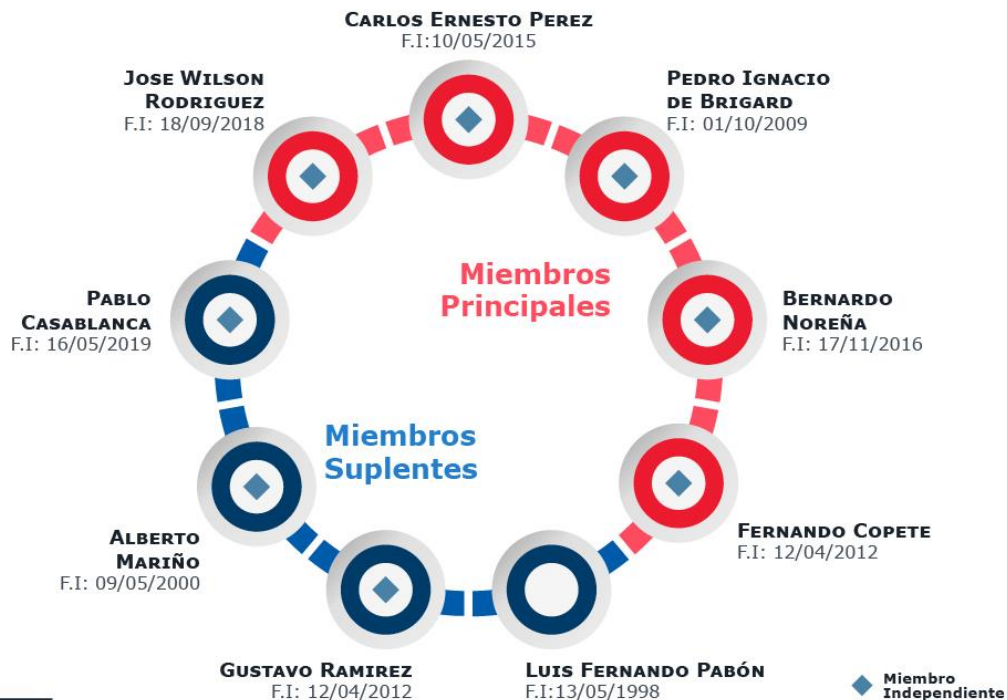 CARLOS ERNESTO PEREZ
F.I:10/05/2015
JOSE WILSON
RODRIGUEZ
F.I: 18/09/2018
PEDRO IGNACIO
DE BRIGARD
F.I: 01/10/2009
Miembros
Principales
PABLO
CASABLANCA
F.I: 16/05/2019
BERNARDO
NOREÑA
F.I: 17/11/2016
Miembros
Suplentes
ALBERTO
MARIÑO
F.I: 09/05/2000
FERNANDO COPETE
F.I: 12/04/2012
GUSTAVO RAMIREZ
F.I: 12/04/2012
LUIS FERNANDO PABÓN
F.I:13/05/1998
Miembro
Independiente